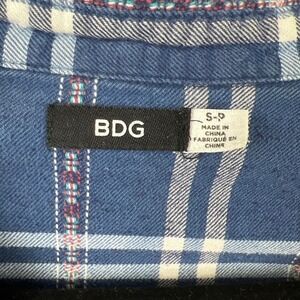 BDG
S-P
MADE IN
CHINA
FABRIQUÉ EN
CHINE